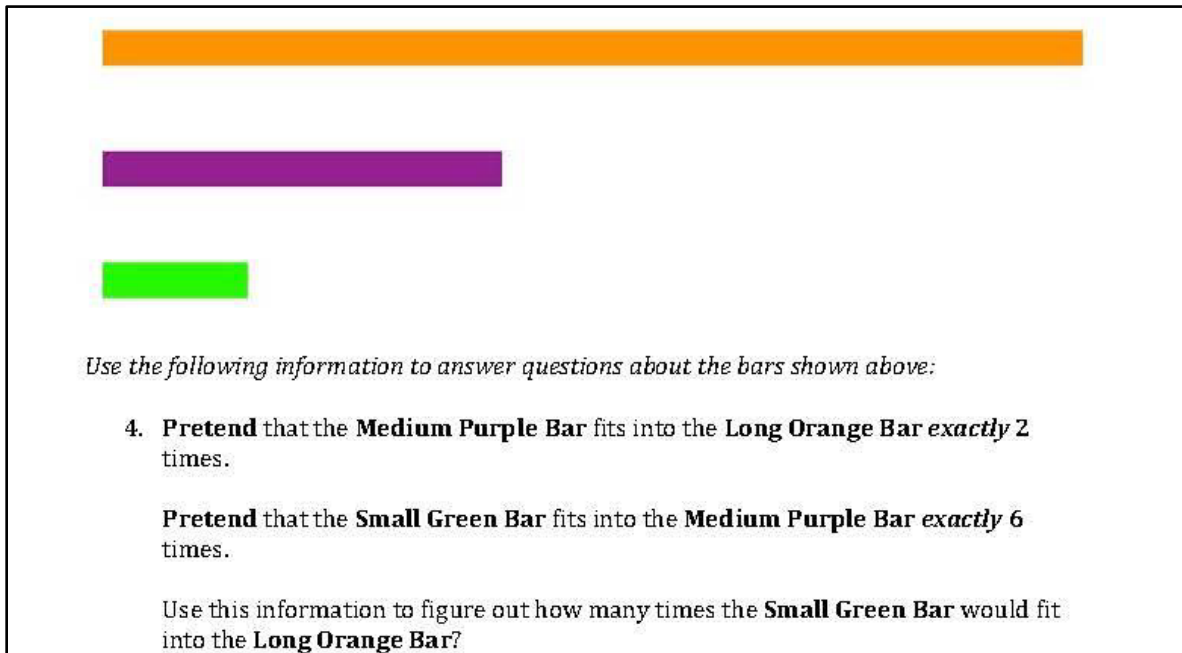 Use the following information to answer questions about the bars shown above:
4. Pretend that the Medium Purple Bar fits into the Long Orange Bar exactly 2
times.
Pretend that the Small Green Bar fits into the Medium Purple Bar exactly 6
times.
Use this information to figure out how many times the Small Green Bar would fit
into the Long Orange Bar?